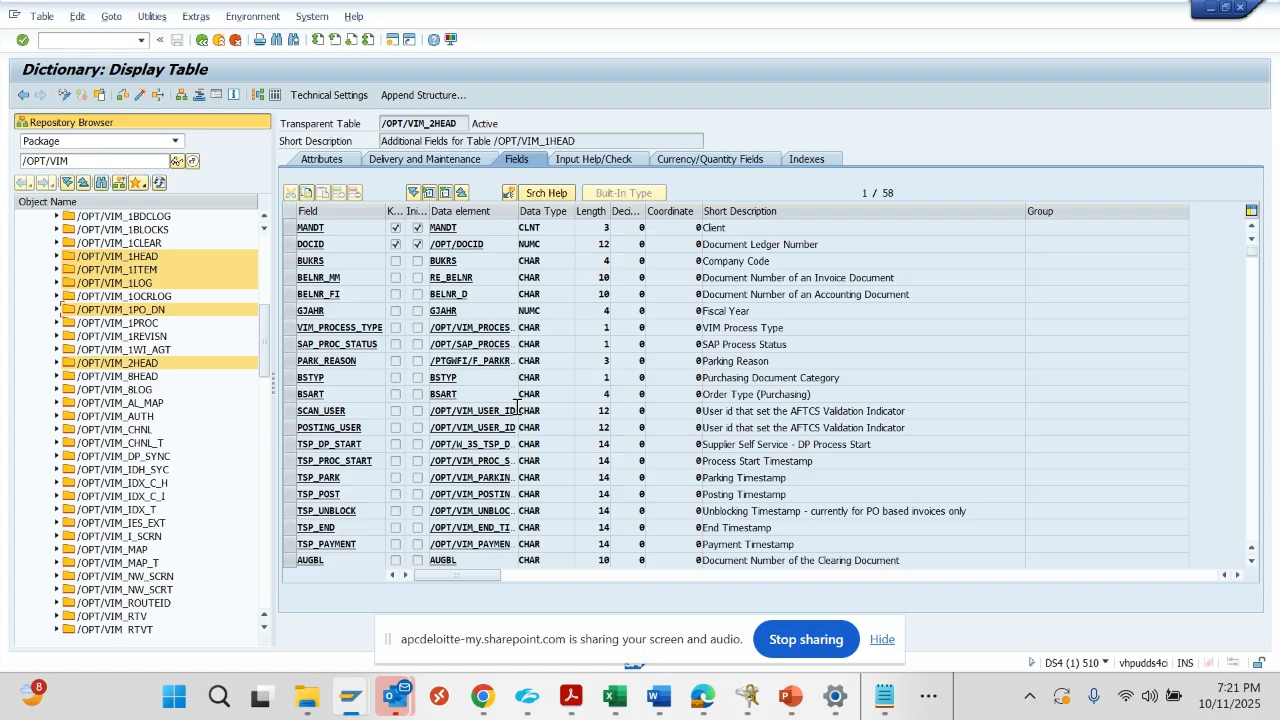 Table Edit Goto Utilities Extras Environment System Help
Dictionary: Display Table
Technical Settings Append Structure...
Repository Browser
Package
/OPT/VIM
Object Name
/OPT/VIM_1BDCLOG
/OPT/VIM_1BLOCKS
/OPT/VIM_1CLEAR
/OPT/VIM_1HEAD
/OPT/VIM_1ITEM
/OPT/VIM_1LOG
/OPT/VIM_1OCRLOG
/OPT/VIM_1PO_DN
/OPT/VIM_1PROC
/OPT/VIM_1REVISN
/OPT/VIM_1WI_AGT
/OPT/VIM_2HEAD
/OPT/VIM_8HEAD
/OPT/VIM_8LOG
/OPT/VIM_AL_MAP
/OPT/VIM_AUTH
/OPT/VIM_CHNL
/OPT/VIM_CHNL_T
/OPT/VIM_DP_SYNC
/OPT/VIM_IDH_SYC
/OPT/VIM_IDX_C_H
/OPT/VIM_IDX_C_I
/OPT/VIM_IDX_T
/OPT/VIM_IES_EXT
/OPT/VIM_I_SCRN
/OPT/VIM_MAP
/OPT/VIM_MAP_T
/OPT/VIM_NW_SCRN
/OPT/VIM_NW_SCRT
/OPT/VIM_ROUTEID
/OPT/VIM_RTV
/OPT/VIM_RTVT
Transparent Table /OPT/VIM_2HEAD Active
Short Description Additional Fields for Table /OPT/VIM_1HEAD
Attributes Delivery and Maintenance Fields Input Help/Check Currency/Quantity Fields Indexes
Srch Help Built-In Type 1 / 58
Field K... Ini... Data element Data Type Length Deci... Coordinate Short Description Group
MANDT MANDT CLNT 3 0 0 Client
DOCID /OPT/DOCID NUMC 12 0 0 Document Ledger Number
BUKRS BUKRS CHAR 4 0 0 Company Code
BELNR_MM RE_BELNR CHAR 10 0 0 Document Number of an Invoice Document
BELNR_FI BELNR_D CHAR 10 0 0 Document Number of an Accounting Document
GJAHR GJAHR NUMC 4 0 0 Fiscal Year
VIM_PROCESS_TYPE /OPT/VIM_PROCES... CHAR 1 0 0 VIM Process Type
SAP_PROC_STATUS /OPT/SAP_PROCES... CHAR 1 0 0 SAP Process Status
PARK_REASON /PTGWFI/F_PARKR... CHAR 3 0 0 Parking Reason
BSTYP BSTYP CHAR 1 0 0 Purchasing Document Category
BSART BSART CHAR 4 0 0 Order Type (Purchasing)
SCAN_USER /OPT/VIM_USER_ID CHAR 12 0 0 User id that set the AFTCS Validation Indicator
POSTING_USER /OPT/VIM_USER_ID CHAR 12 0 0 User id that set the AFTCS Validation Indicator
TSP_DP_START /OPT/W_3S_TSP_D... CHAR 14 0 0 Supplier Self Service - DP Process Start
TSP_PROC_START /OPT/VIM_PROC_S... CHAR 14 0 0 Process Start Timestamp
TSP_PARK /OPT/VIM_PARKIN... CHAR 14 0 0 Parking Timestamp
TSP_POST /OPT/VIM_POSTIN... CHAR 14 0 0 Posting Timestamp
TSP_UNBLOCK /OPT/VIM_UNBLOC... CHAR 14 0 0 Unblocking Timestamp - currently for PO based invoices only
TSP_END /OPT/VIM_END_TI... CHAR 14 0 0 End Timestamp
TSP_PAYMENT /OPT/VIM_PAYMEN... CHAR 14 0 0 Payment Timestamp
AUGBL AUGBL CHAR 10 0 0 Document Number of the Clearing Document
apcdeloitte-my.sharepoint.com is sharing your screen and audio. Stop sharing Hide
DS4 (1) 510 vhpudds4ci INS
8
7:21 PM
10/11/2025